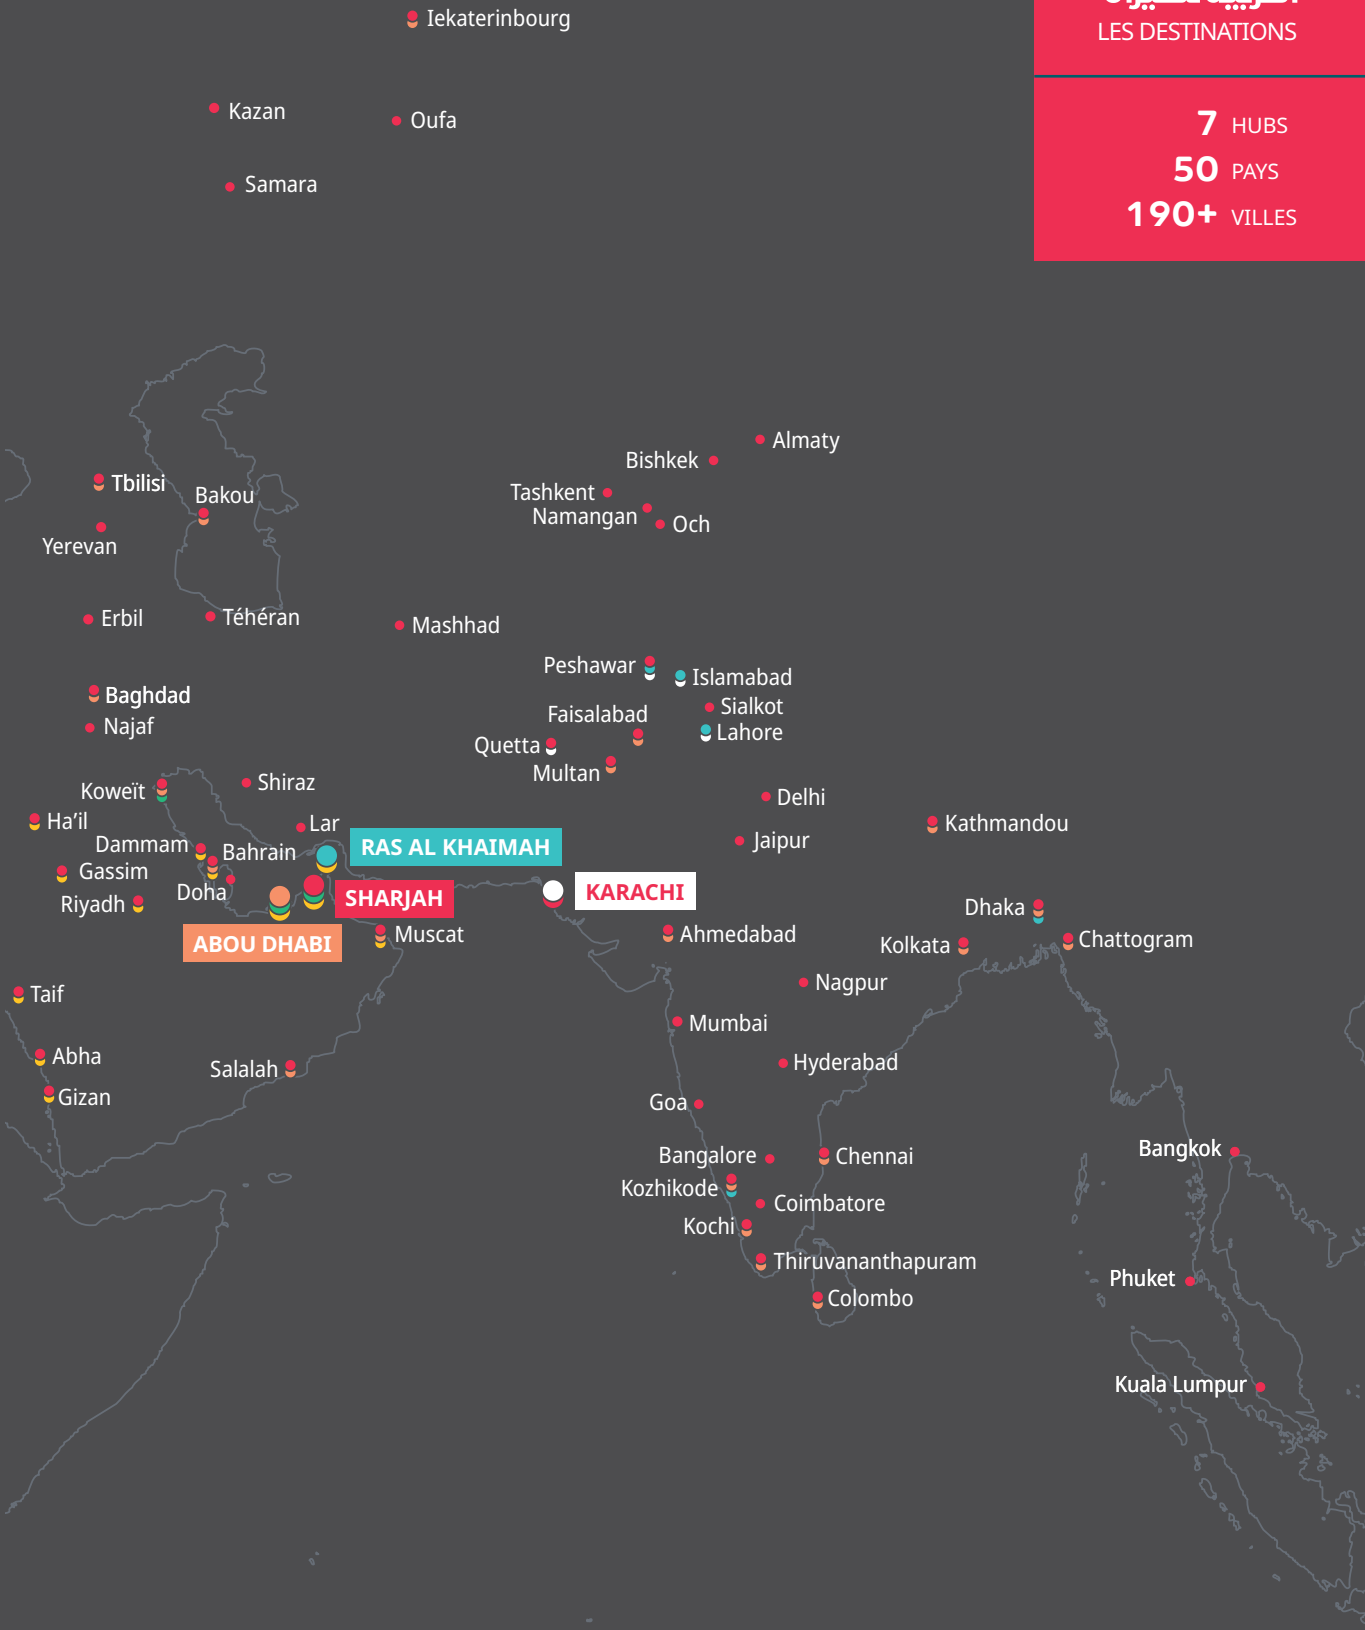 LES DESTINATIONS
7 HUBS
50 PAYS
190+ VILLES
Iekaterinbourg
Kazan
Oufa
Samara
Almaty
Bishkek
Tbilisi
Bakou
Tashkent
Namangan
Och
Yerevan
Erbil
Téhéran
Mashhad
Peshawar
Islamabad
Baghdad
Sialkot
Faisalabad
Najaf
Lahore
Quetta
Multan
Koweït
Shiraz
Delhi
Ha’il
Lar
Kathmandou
Dammam
Bahrain
RAS AL KHAIMAH
Jaipur
Gassim
Doha
SHARJAH
KARACHI
Riyadh
Dhaka
ABOU DHABI
Muscat
Ahmedabad
Kolkata
Chattogram
Nagpur
Taif
Mumbai
Abha
Salalah
Hyderabad
Gizan
Goa
Bangalore
Chennai
Bangkok
Kozhikode
Coimbatore
Kochi
Thiruvananthapuram
Phuket
Colombo
Kuala Lumpur